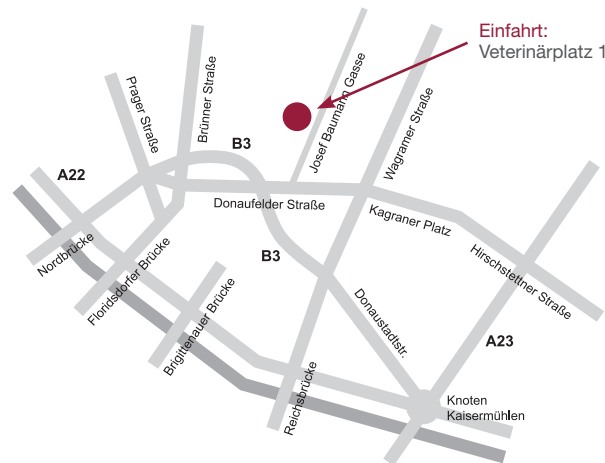 Einfahrt:
Veterinärplatz 1
Prager Straße
Brünner Straße
Josef Baumann Gasse
Wagramer Straße
B3
A22
Donaufelder Straße
Kagraner Platz
Nordbrücke
Floridsdorfer Brücke
B3
Hirschstettner Straße
Brigittenauer Brücke
Donaustadtstr.
A23
Reichsbrücke
Knoten
Kaisermühlen